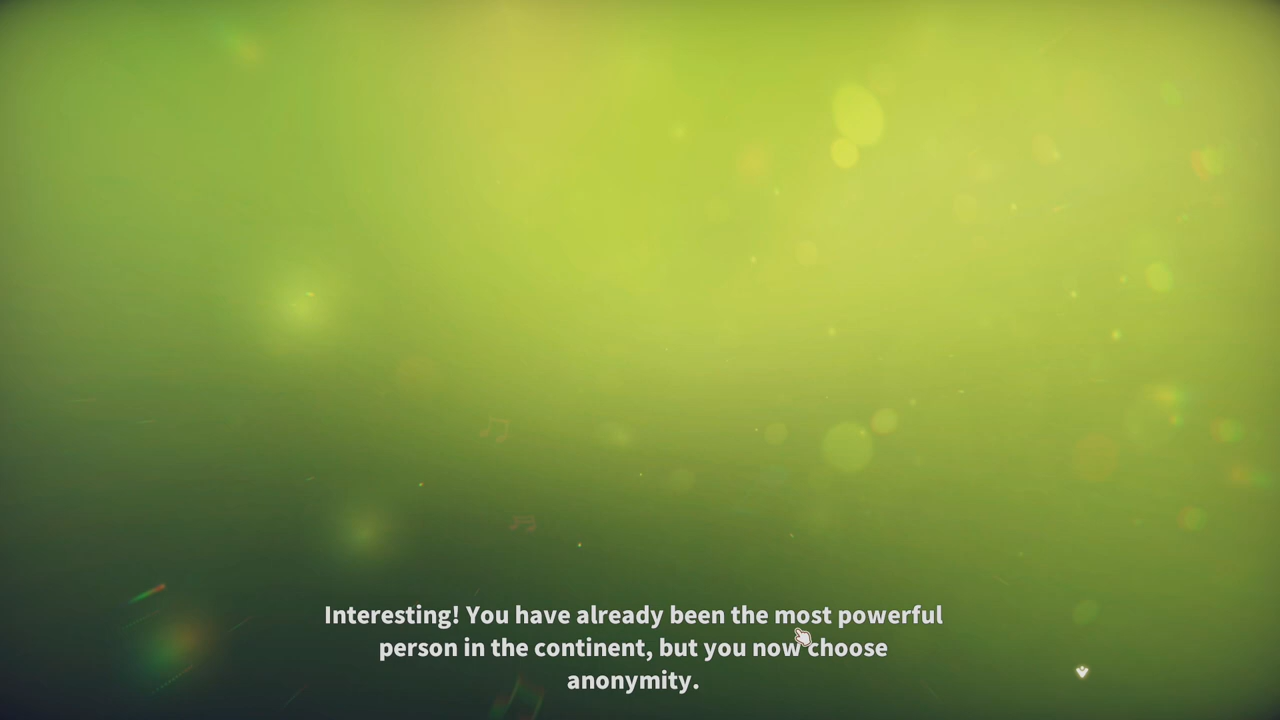 Interesting! You have already been the most powerful
person in the continent, but you now choose
anonymity.